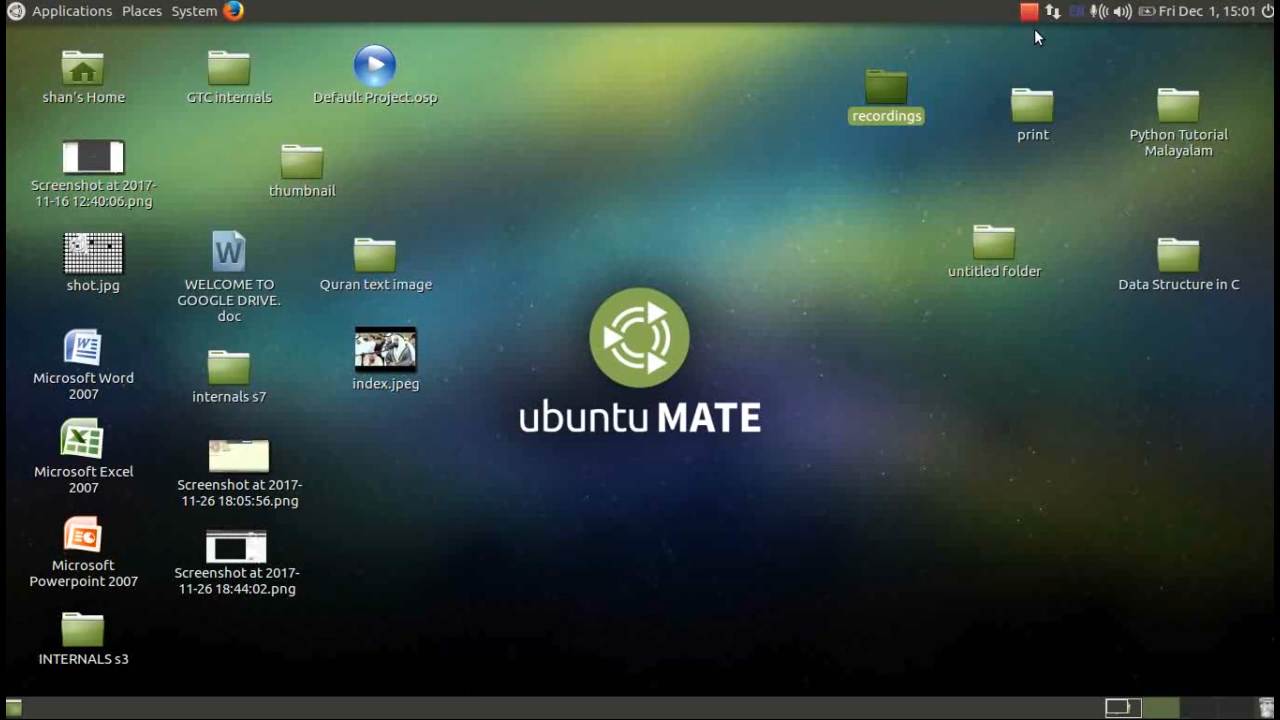 Applications Places System
Fri Dec 1, 15:01
shan's Home
GTC internals
Default Project.osp
recordings
print
Python Tutorial
Malayalam
Screenshot at 2017-
11-16 12:40:06.png
thumbnail
shot.jpg
WELCOME TO
GOOGLE DRIVE.
doc
Quran text image
untitled folder
Data Structure in C
Microsoft Word
2007
internals s7
index.jpeg
ubuntu MATE
Microsoft Excel
2007
Screenshot at 2017-
11-26 18:05:56.png
Microsoft
Powerpoint 2007
Screenshot at 2017-
11-26 18:44:02.png
INTERNALS s3